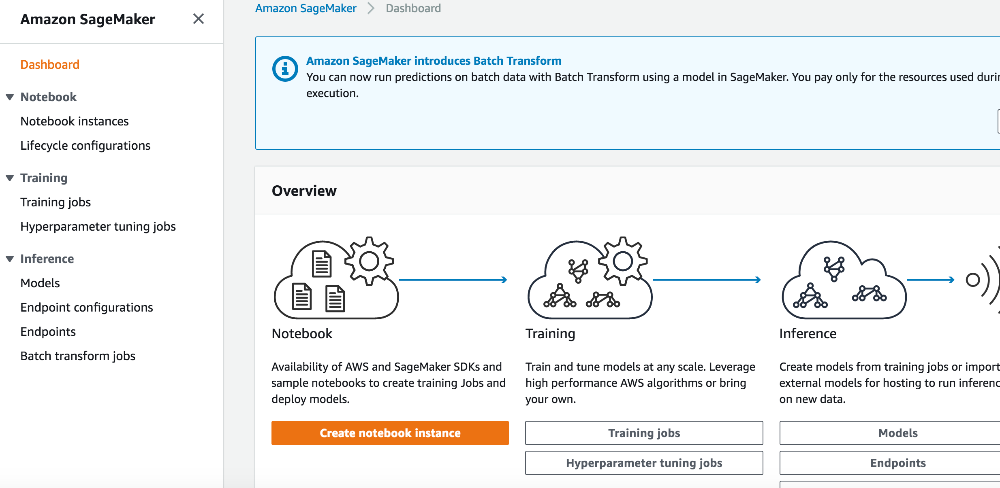 Amazon SageMaker
Dashboard
Notebook
Notebook instances
Lifecycle configurations
Training
Training jobs
Hyperparameter tuning jobs
Inference
Models
Endpoint configurations
Endpoints
Batch transform jobs
Amazon SageMaker > Dashboard
Amazon SageMaker introduces Batch Transform
You can now run predictions on batch data with Batch Transform using a model in SageMaker. You pay only for the resources used
execution.
Overview
Notebook
Availability of AWS and SageMaker SDKs and
sample notebooks to create training Jobs and
deploy models.
Create notebook instance
Training
Train and tune models at any scale. Leverage
high performance AWS algorithms or bring
your own.
Training jobs
Hyperparameter tuning jobs
Inference
Create models from training jobs or import
external models for hosting to run
on new data.
Models
Endpoints